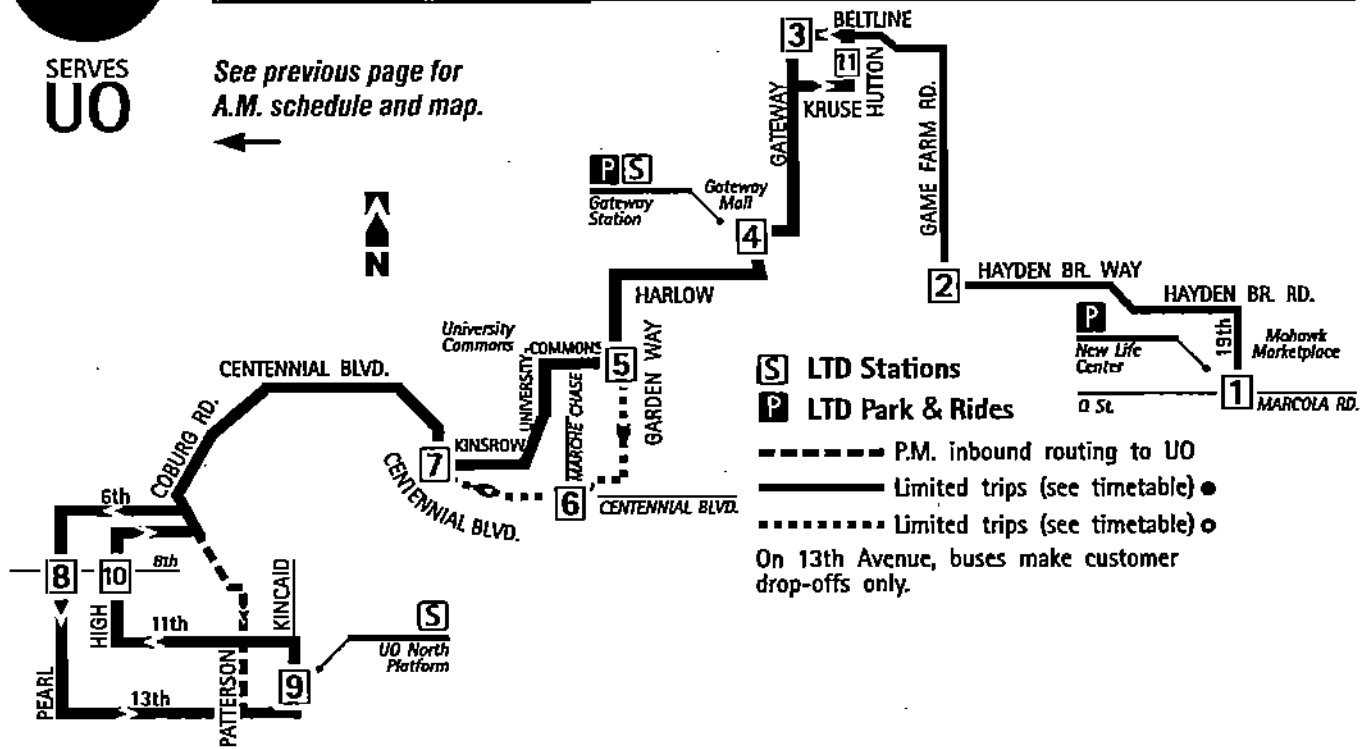 SERVES
UO
See previous page for
A.M. schedule and map.
N
BELTLINE
3
11
HUTTON
KRUSE
GATEWAY
GAME FARM RD.
P S
Gateway
Station
Gateway
Mall
4
2
HAYDEN BR. WAY
HAYDEN BR. RD.
HARLOW
P
New Life
Center
19th
Mohawk
Marketplace
1
Q St.
MARCOLA RD.
University
Commons
COMMONS
UNIVERSITY
5
GARDEN WAY
MARCHE CHASE
CENTENNIAL BLVD.
COBURG RD.
KINSROW
7
CENTENNIAL BLVD.
6
CENTENNIAL BLVD.
S LTD Stations
P LTD Park & Rides
P.M. inbound routing to UO
Limited trips (see timetable)
Limited trips (see timetable)
On 13th Avenue, buses make customer
drop-offs only.
6th
8
10
8th
HIGH
11th
KINCAID
S
UO North
Platform
9
PEARL
13th
PATTERSON